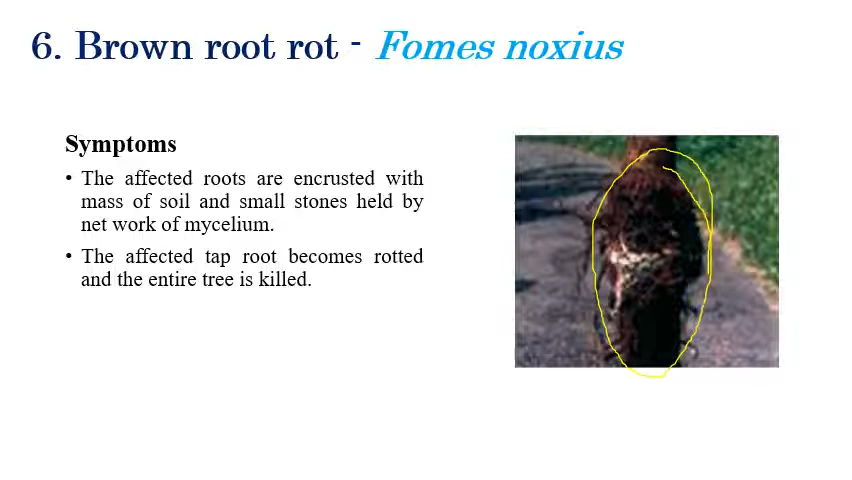 6. Brown root rot - Fomes noxius
Symptoms
• The affected roots are encrusted with
mass of soil and small stones held by
net work of mycelium.
• The affected tap root becomes rotted
and the entire tree is killed.